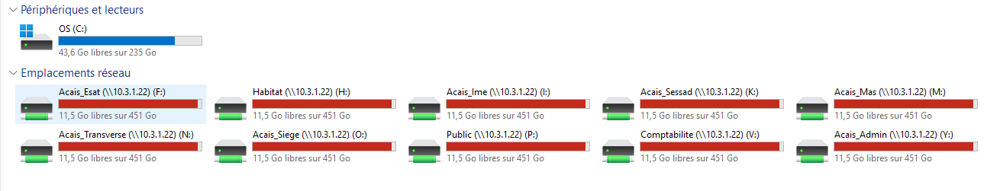 Périphériques et lecteurs
OS (C:)
43,6 Go libres sur 235 Go
Emplacements réseau
Acais_Esat (\\10.3.1.22) (F:)
11,5 Go libres sur 451 Go
Habitat (\\10.3.1.22) (H:)
11,5 Go libres sur 451 Go
Acais_Ime (\\10.3.1.22) (I:)
11,5 Go libres sur 451 Go
Acais_Sessad (\\10.3.1.22) (K:)
11,5 Go libres sur 451 Go
Acais_Mas (\\10.3.1.22) (M:)
11,5 Go libres sur 451 Go
Acais_Transverse (\\10.3.1.22) (N:)
11,5 Go libres sur 451 Go
Acais_Siege (\\10.3.1.22) (O:)
11,5 Go libres sur 451 Go
Public (\\10.3.1.22) (P:)
11,5 Go libres sur 451 Go
Comptabilite (\\10.3.1.22) (V:)
11,5 Go libres sur 451 Go
Acais_Admin (\\10.3.1.22) (Y:)
11,5 Go libres sur 451 Go